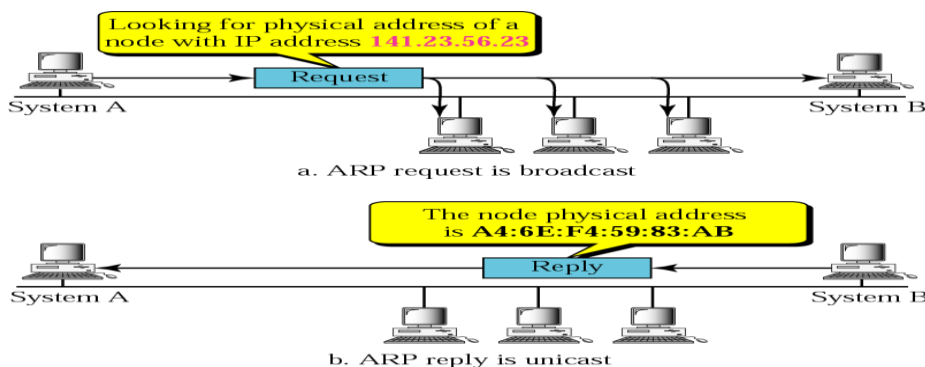 Looking for physical address of a
node with IP address 141.23.56.23
Request
System A
System B
a. ARP request is broadcast
The node physical address
is A4:6E:F4:59:83:AB
Reply
System A
System B
b. ARP reply is unicast